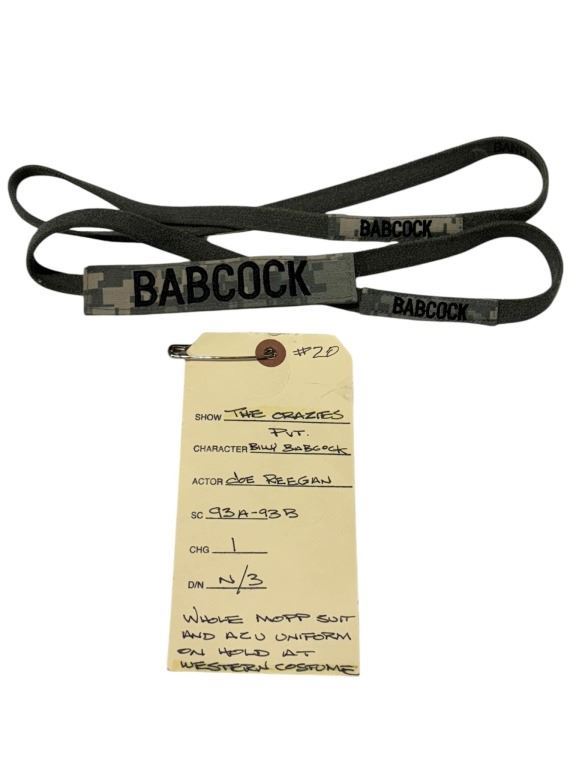 BAND
BABCOCK
BABCOCK
BABCOCK
#20
SHOW THE CRAZIES
PVT.
CHARACTER BILLY BABCOCK
ACTOR JOE REEGAN
SC 93A-93B
CHG 1
D/N N/3
WHOLE MOPP SUIT
AND ACU UNIFORM
ON HOLD AT
WESTERN COSTUME